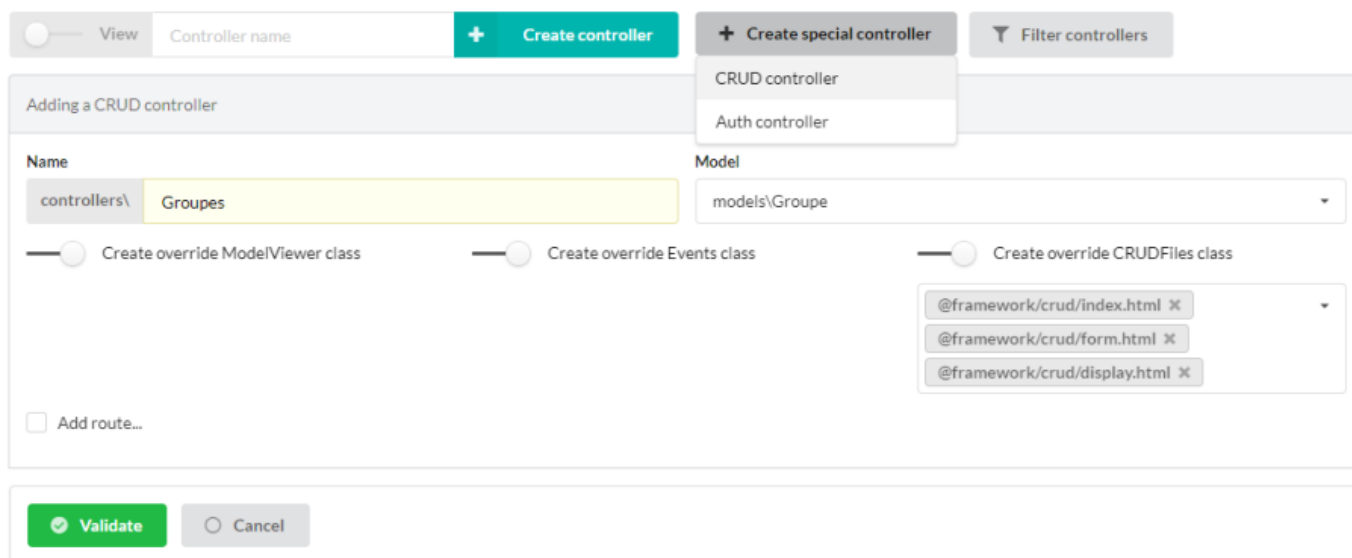 View Controller name + Create controller + Create special controller Filter controllers
CRUD controller
Adding a CRUD controller
Auth controller
Name Model
controllers\ Groupes models\Groupe
Create override ModelViewer class Create override Events class Create override CRUDFiles class
@framework/crud/index.html ×
@framework/crud/form.html ×
@framework/crud/display.html ×
Add route...
Validate Cancel